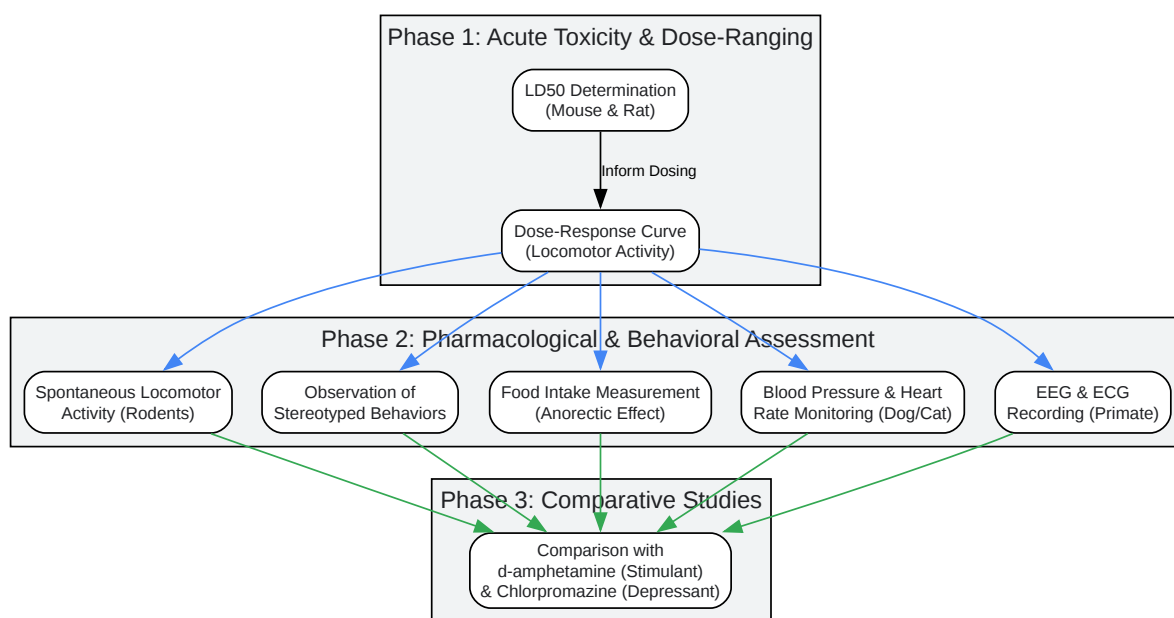 Phase 1: Acute Toxicity & Dose-Ranging
LD50 Determination
(Mouse & Rat)
Inform Dosing
Dose-Response Curve
(Locomotor Activity)
Phase 2: Pharmacological & Behavioral Assessment
Spontaneous Locomotor
Activity (Rodents)
Observation of
Stereotyped Behaviors
Food Intake Measurement
(Anorectic Effect)
Blood Pressure & Heart
Rate Monitoring (Dog/Cat)
EEG & ECG
Recording (Primate)
Phase 3: Comparative Studies
Comparison with
d-amphetamine (Stimulant)
& Chlorpromazine (Depressant)